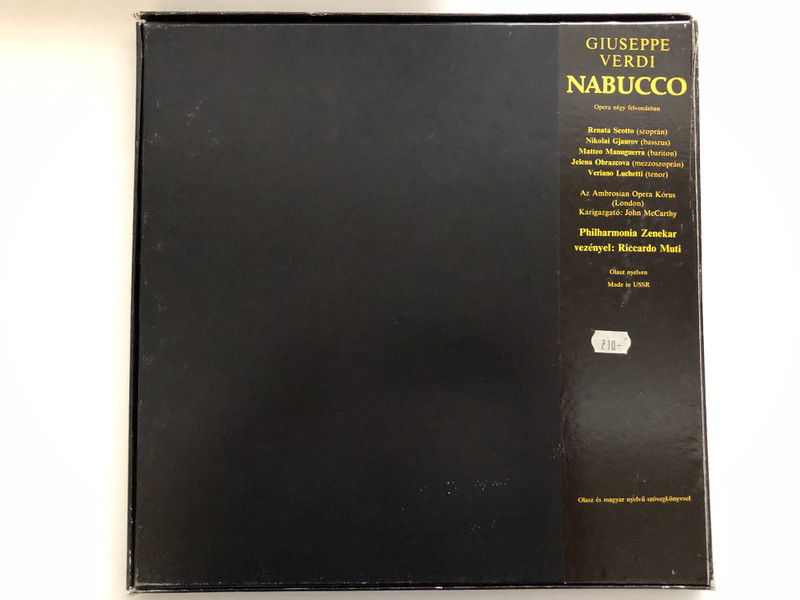 GIUSEPPE
VERDI
NABUCCO
Opera négy felvonásban
Renata Scotto (szoprán)
Nikolai Gjaurov (basszus)
Matteo Manuguerra (bariton)
Jelena Obrazcova (mezzoszoprán)
Veriano Luchetti (tenor)
Az Ambrosian Opera Kórus
(London)
Karigazgató: John McCarthy
Philharmonia Zenekar
vezényel: Riccardo Muti
Olasz nyelven
Made in USSR
210-
Olasz és magyar nyelvű szövegkönyvvel